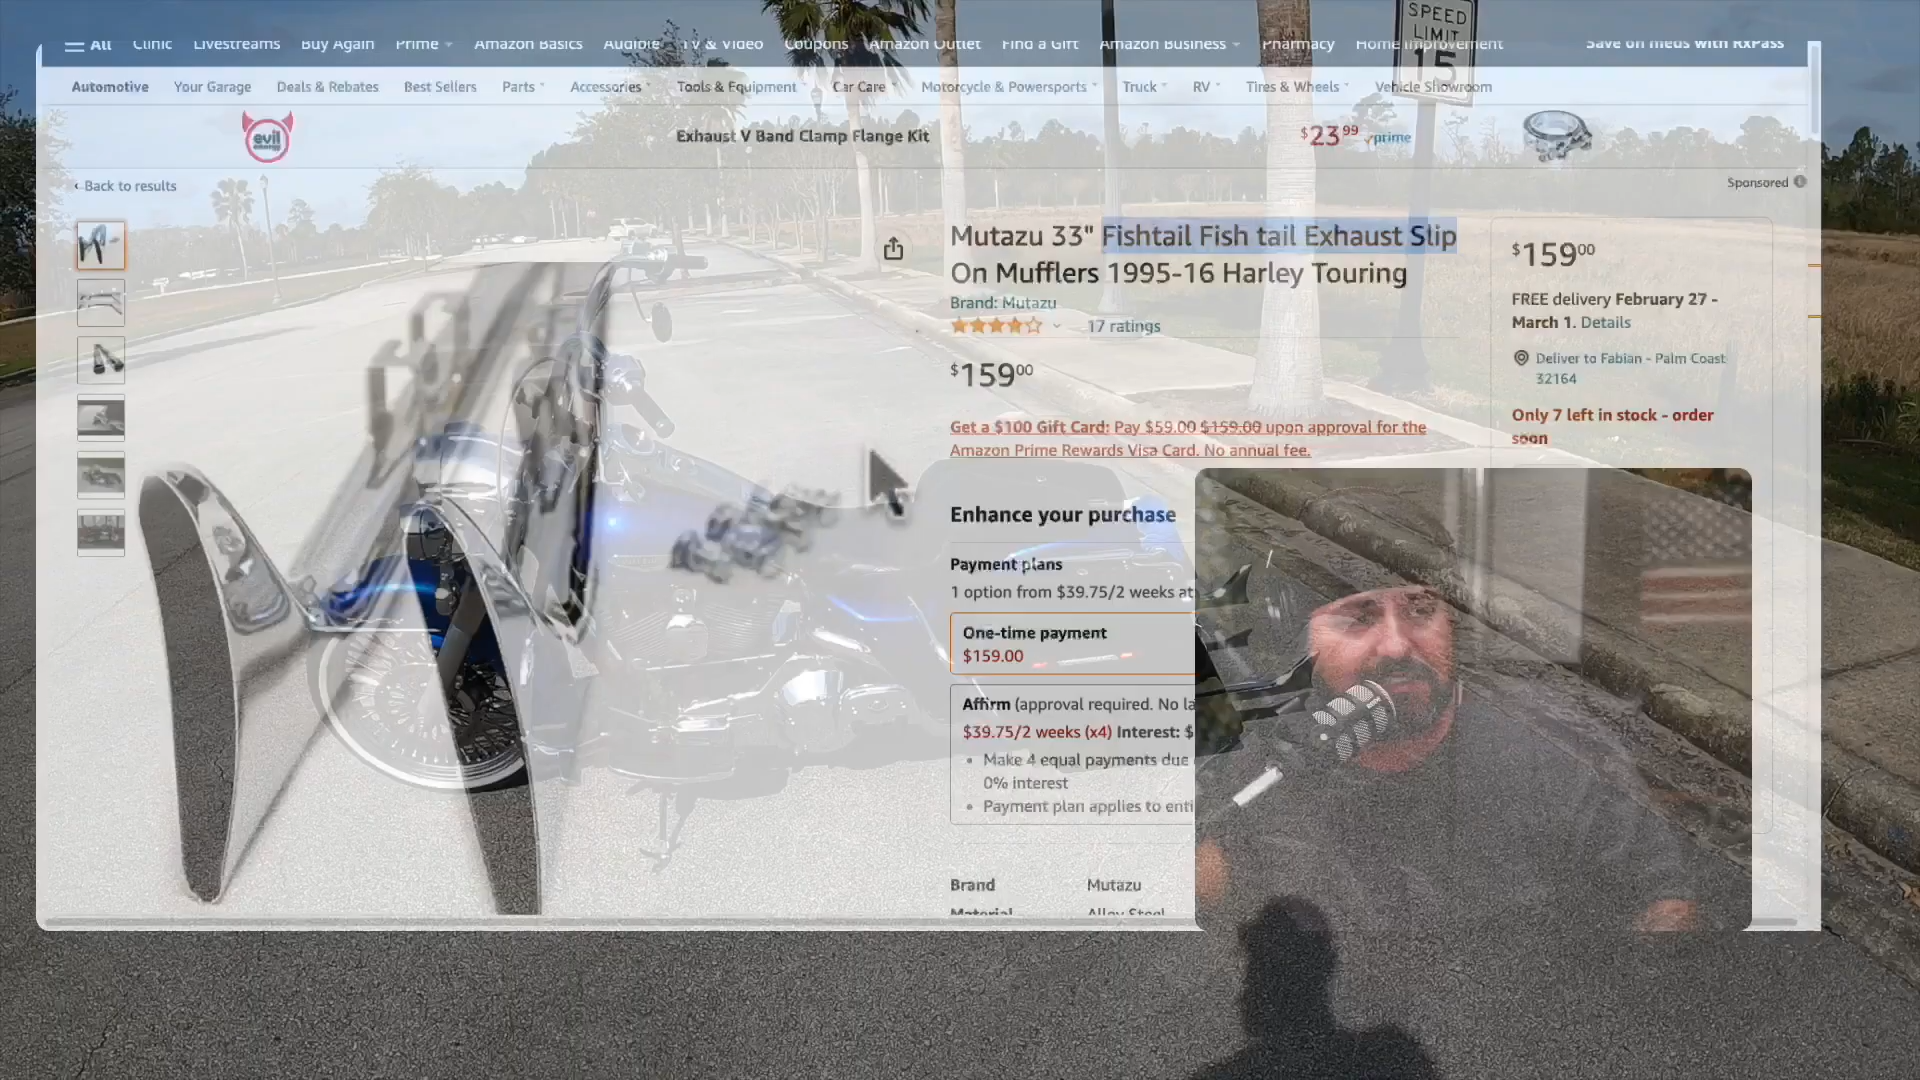 SPEED
LIMIT
15
All Clinic Livestreams Buy Again Prime Amazon Basics Audible TV & Video Coupons Amazon Outlet Find a Gift Amazon Business Pharmacy Home Improvement Save on meds with RxPass
Automotive Your Garage Deals & Rebates Best Sellers Parts Accessories Tools & Equipment Car Care Motorcycle & Powersports Truck RV Tires & Wheels Vehicle Showroom
evil
energy
Exhaust V Band Clamp Flange Kit
$23.99 prime
‹ Back to results
Sponsored
Mutazu 33" Fishtail Fish tail Exhaust Slip
On Mufflers 1995-16 Harley Touring
Brand: Mutazu
17 ratings
$159.00
Get a $100 Gift Card: Pay $59.00 $159.00 upon approval for the
Amazon Prime Rewards Visa Card. No annual fee.
Enhance your purchase
Payment plans
1 option from $39.75/2 weeks at
One-time payment
$159.00
Affirm (approval required. No la
$39.75/2 weeks (x4) Interest: $
• Make 4 equal payments due
0% interest
• Payment plan applies to enti
Brand Mutazu
Material Alloy Steel
$159.00
FREE delivery February 27 -
March 1. Details
Deliver to Fabian - Palm Coast
32164
Only 7 left in stock - order
soon